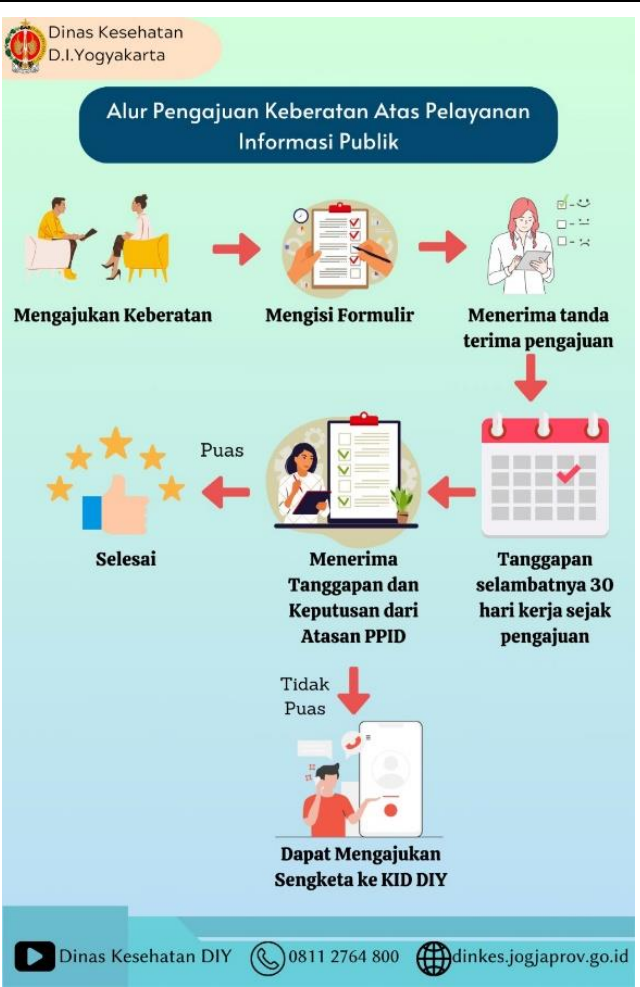 Dinas Kesehatan
D.I.Yogyakarta
Alur Pengajuan Keberatan Atas Pelayanan
Informasi Publik
Mengajukan Keberatan
Mengisi Formulir
Menerima tanda
terima pengajuan
Puas
Selesai
Menerima
Tanggapan dan
Keputusan dari
Atasan PPID
Tanggapan
selambatnya 30
hari kerja sejak
pengajuan
Tidak
Puas
Dapat Mengajukan
Sengketa ke KID DIY
Dinas Kesehatan DIY
0811 2764 800
dinkes.jogjaprov.go.id